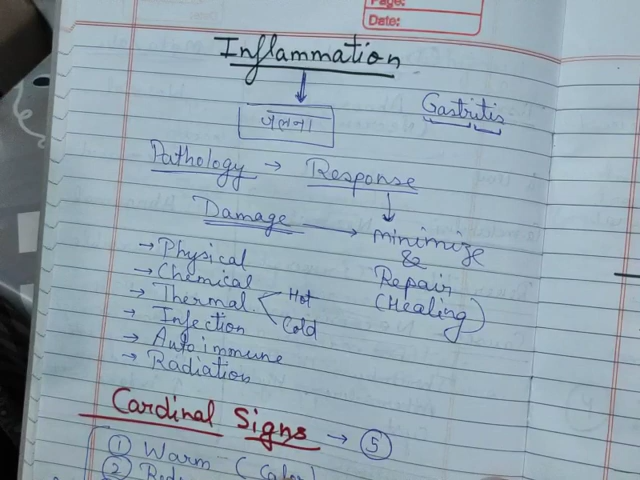 Page:
Date:
Inflammation
↓
जलना
Gastritis
Pathology → Response
↓
Damage → minimize
&
Repair
(Healing)
→ Physical
→ Chemical
→ Thermal < Hot
Cold
→ Infection
→ Autoimmune
→ Radiation
Cardinal Signs → 5
① Warm - (Calor)
②